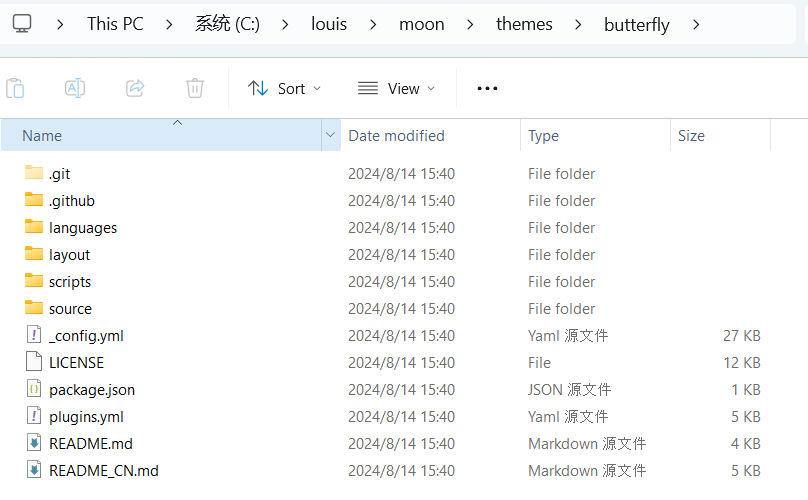 This PC > 系统 (C:) > louis > moon > themes > butterfly >
Sort View
Name Date modified Type Size
.git 2024/8/14 15:40 File folder
.github 2024/8/14 15:40 File folder
languages 2024/8/14 15:40 File folder
layout 2024/8/14 15:40 File folder
scripts 2024/8/14 15:40 File folder
source 2024/8/14 15:40 File folder
_config.yml 2024/8/14 15:40 Yaml 源文件 27 KB
LICENSE 2024/8/14 15:40 File 12 KB
package.json 2024/8/14 15:40 JSON 源文件 1 KB
plugins.yml 2024/8/14 15:40 Yaml 源文件 5 KB
README.md 2024/8/14 15:40 Markdown 源文件 4 KB
README_CN.md 2024/8/14 15:40 Markdown 源文件 5 KB